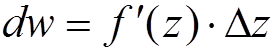 dw = f′(z) · Δz